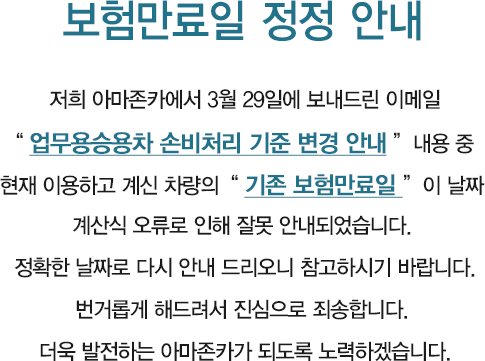 보험만료일 정정 안내
저희 아마존카에서 3월 29일에 보내드린 이메일
“ 업무용승용차 손비처리 기준 변경 안내 ” 내용 중
현재 이용하고 계신 차량의 “ 기존 보험만료일 ” 이 날짜
계산식 오류로 인해 잘못 안내되었습니다.
정확한 날짜로 다시 안내 드리오니 참고하시기 바랍니다.
번거롭게 해드려서 진심으로 죄송합니다.
더욱 발전하는 아마존카가 되도록 노력하겠습니다.